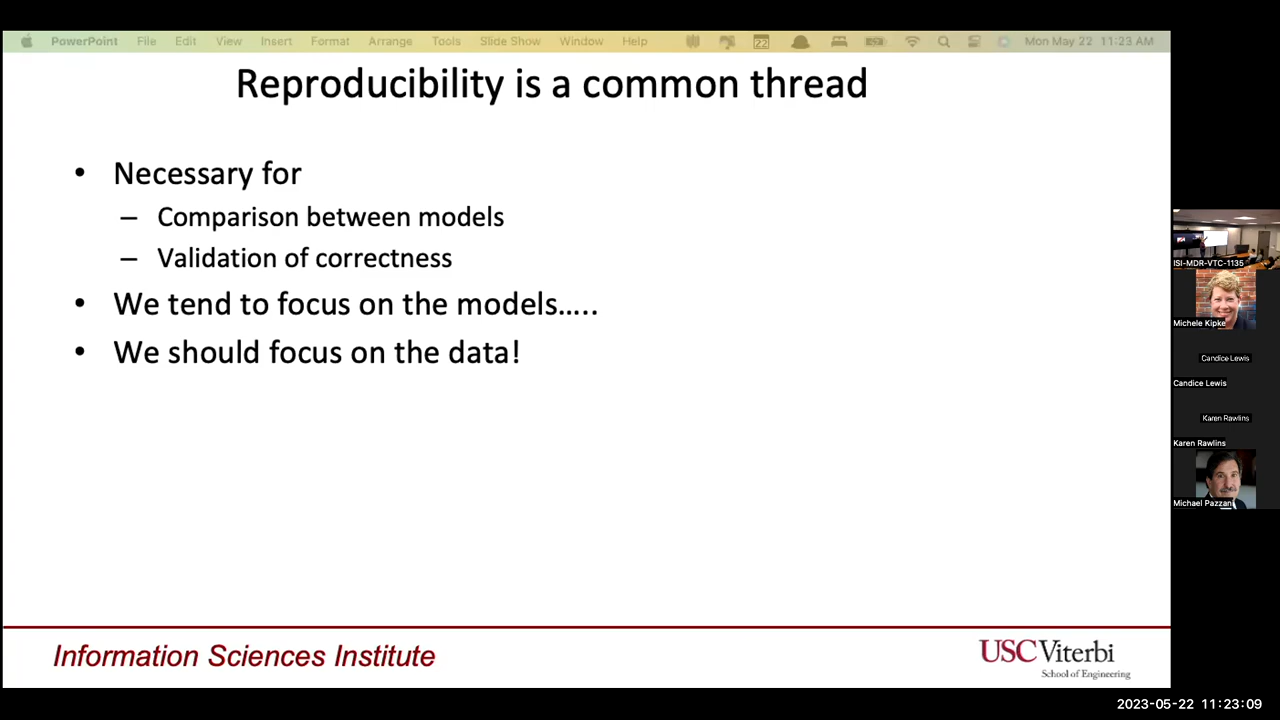 PowerPoint File Edit View Insert Format Arrange Tools Slide Show Window Help 22 Mon May 22 11:23 AM
Reproducibility is a common thread
• Necessary for
– Comparison between models
– Validation of correctness
• We tend to focus on the models.....
• We should focus on the data!
Information Sciences Institute
USC Viterbi
School of Engineering
ISI-MDR-VTC-1135
Michele Kipke
Candice Lewis
Candice Lewis
Karen Rawlins
Karen Rawlins
Michael Pazzani
2023-05-22 11:23:09